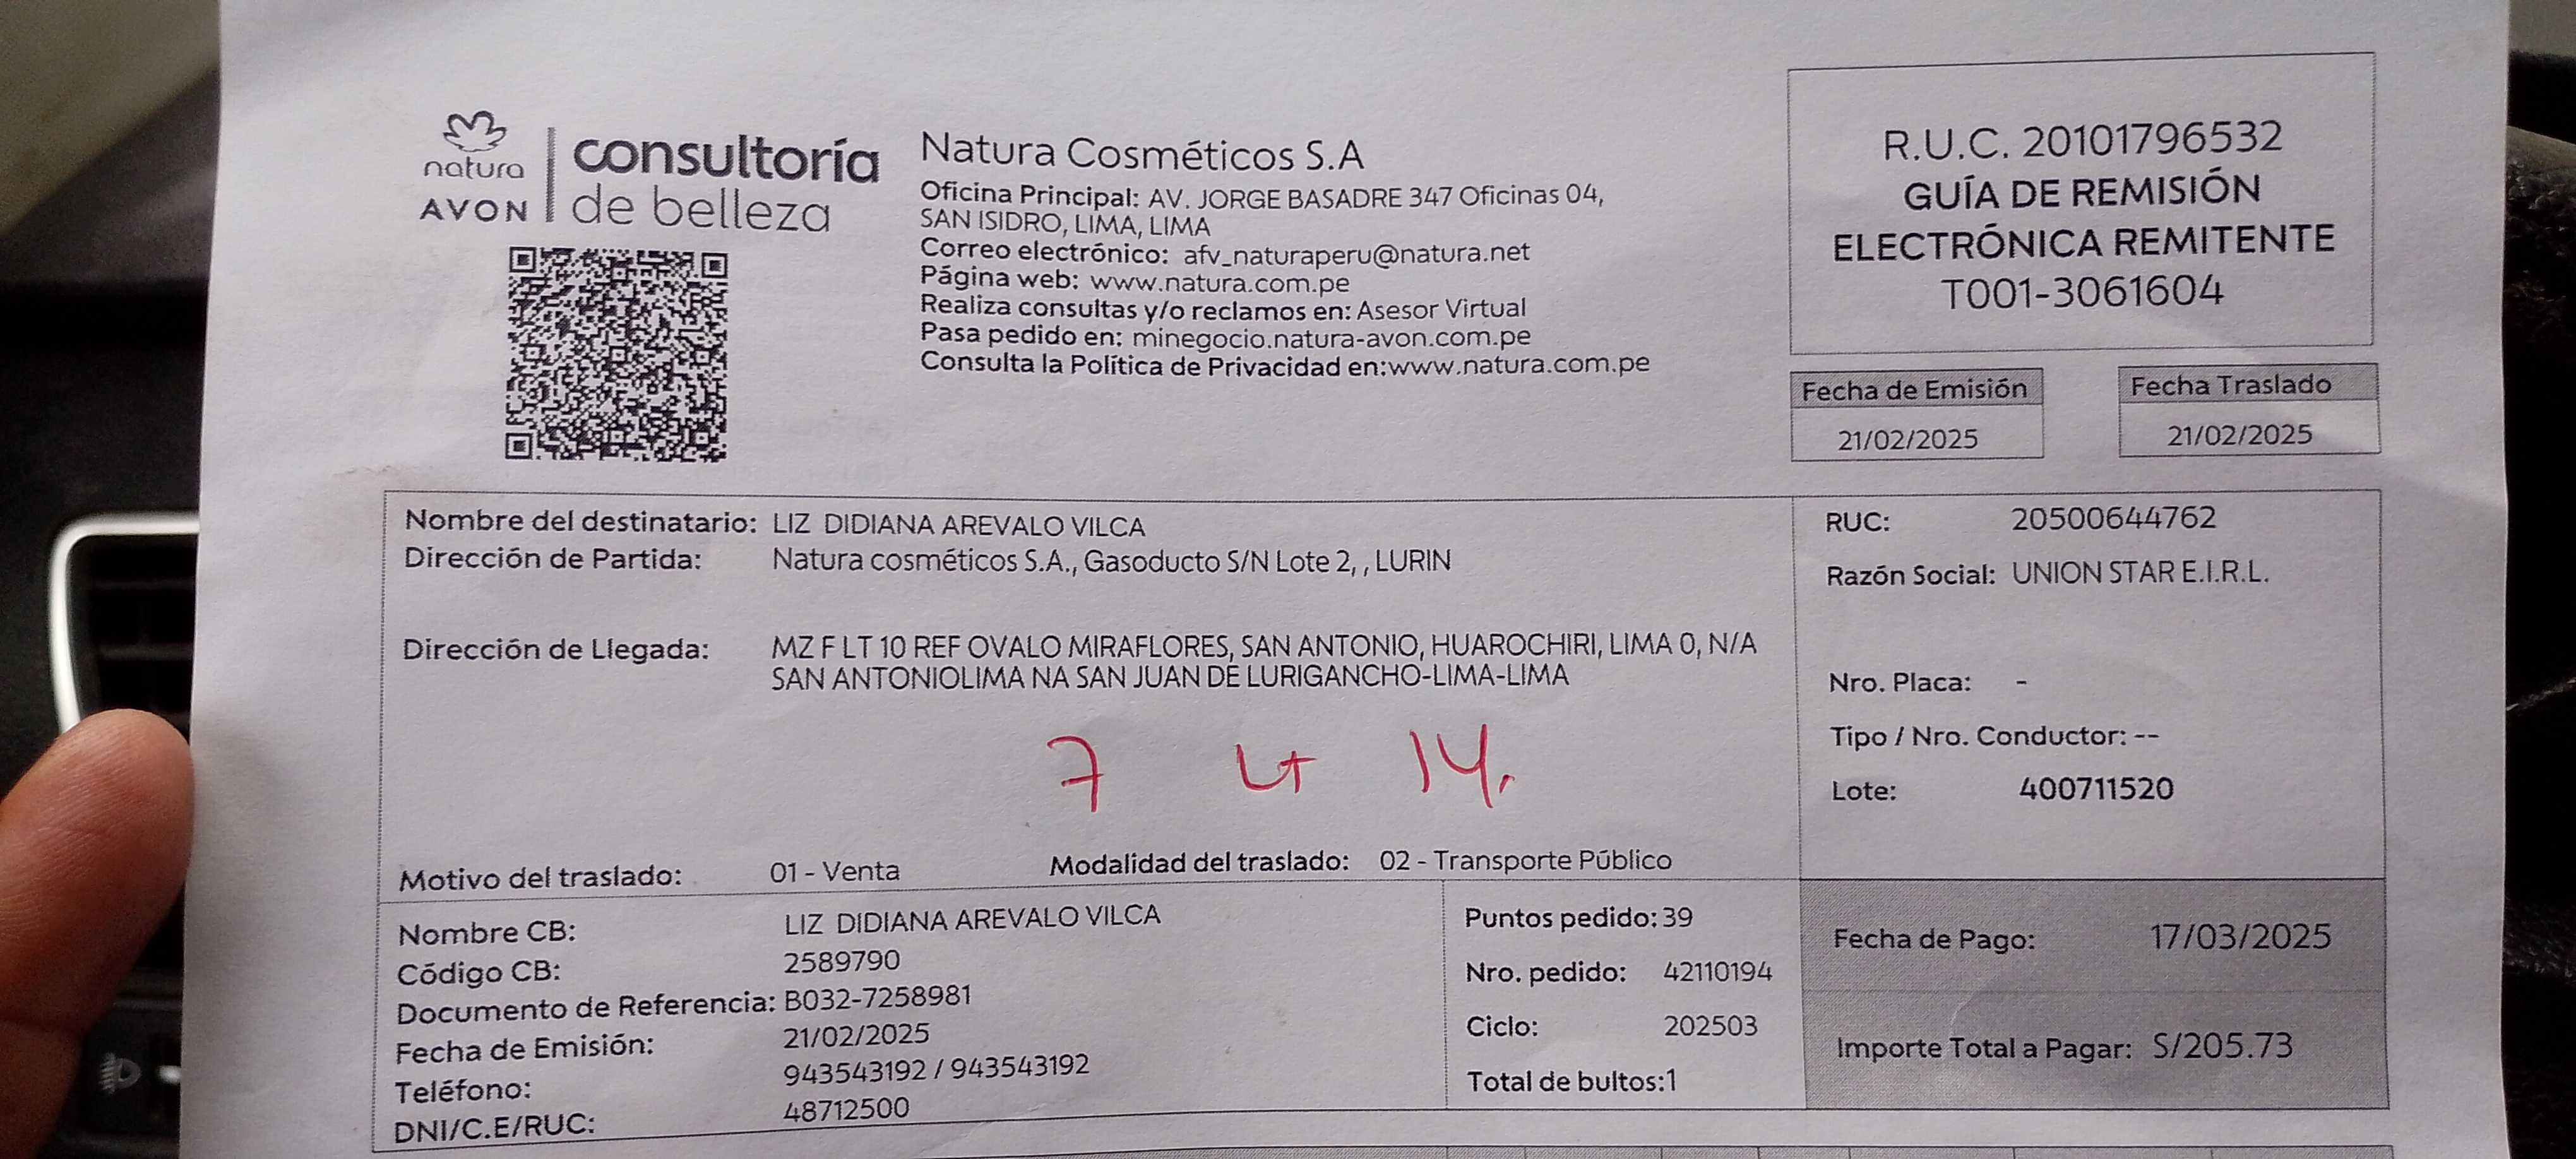 natura
AVON
consultoría
de belleza
Natura Cosméticos S.A
Oficina Principal: AV. JORGE BASADRE 347 Oficinas 04,
SAN ISIDRO, LIMA, LIMA
Correo electrónico: afv_naturaperu@natura.net
Página web: www.natura.com.pe
Realiza consultas y/o reclamos en: Asesor Virtual
Pasa pedido en: minegocio.natura-avon.com.pe
Consulta la Política de Privacidad en:www.natura.com.pe
R.U.C. 20101796532
GUÍA DE REMISIÓN
ELECTRÓNICA REMITENTE
T001-3061604
Fecha de Emisión
21/02/2025
Fecha Traslado
21/02/2025
Nombre del destinatario: LIZ DIDIANA AREVALO VILCA
Dirección de Partida: Natura cosméticos S.A., Gasoducto S/N Lote 2, , LURIN
Dirección de Llegada: MZ F LT 10 REF OVALO MIRAFLORES, SAN ANTONIO, HUAROCHIRI, LIMA 0, N/A
SAN ANTONIOLIMA NA SAN JUAN DE LURIGANCHO-LIMA-LIMA
7 Lt 14.
Motivo del traslado: 01 - Venta
Modalidad del traslado: 02 - Transporte Público
RUC: 20500644762
Razón Social: UNION STAR E.I.R.L.
Nro. Placa: -
Tipo / Nro. Conductor: --
Lote: 400711520
Nombre CB: LIZ DIDIANA AREVALO VILCA
Código CB: 2589790
Documento de Referencia: B032-7258981
Fecha de Emisión: 21/02/2025
Teléfono: 943543192 / 943543192
DNI/C.E/RUC: 48712500
Puntos pedido: 39
Nro. pedido: 42110194
Ciclo: 202503
Total de bultos:1
Fecha de Pago: 17/03/2025
Importe Total a Pagar: S/205.73